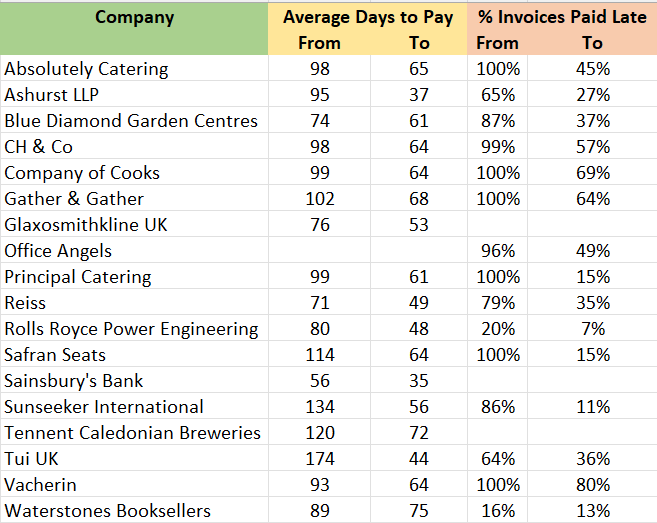 Company Average Days to Pay % Invoices Paid Late
From To From To
Absolutely Catering 98 65 100% 45%
Ashurst LLP 95 37 65% 27%
Blue Diamond Garden Centres 74 61 87% 37%
CH & Co 98 64 99% 57%
Company of Cooks 99 64 100% 69%
Gather & Gather 102 68 100% 64%
Glaxosmithkline UK 76 53
Office Angels 96% 49%
Principal Catering 99 61 100% 15%
Reiss 71 49 79% 35%
Rolls Royce Power Engineering 80 48 20% 7%
Safran Seats 114 64 100% 15%
Sainsbury's Bank 56 35
Sunseeker International 134 56 86% 11%
Tennent Caledonian Breweries 120 72
Tui UK 174 44 64% 36%
Vacherin 93 64 100% 80%
Waterstones Booksellers 89 75 16% 13%